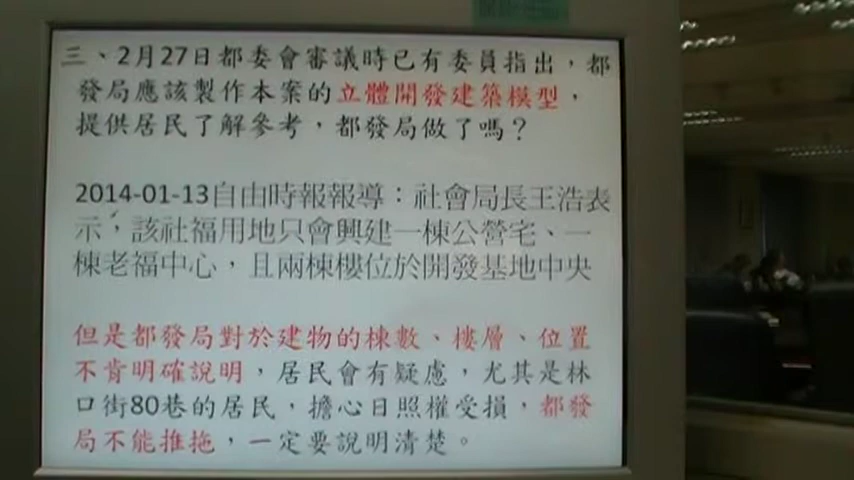 三、2月27日都委會審議時已有委員指出，都
發局應該製作本案的立體開發建築模型，
提供居民了解參考，都發局做了嗎？
2014-01-13自由時報報導：社會局長王浩表
示，該社福用地只會興建一棟公營宅、一
棟老福中心，且兩棟樓位於開發基地中央
但是都發局對於建物的棟數、樓層、位置
不肯明確說明，居民會有疑慮，尤其是林
口街80巷的居民，擔心日照權受損，都發
局不能推拖，一定要說明清楚。